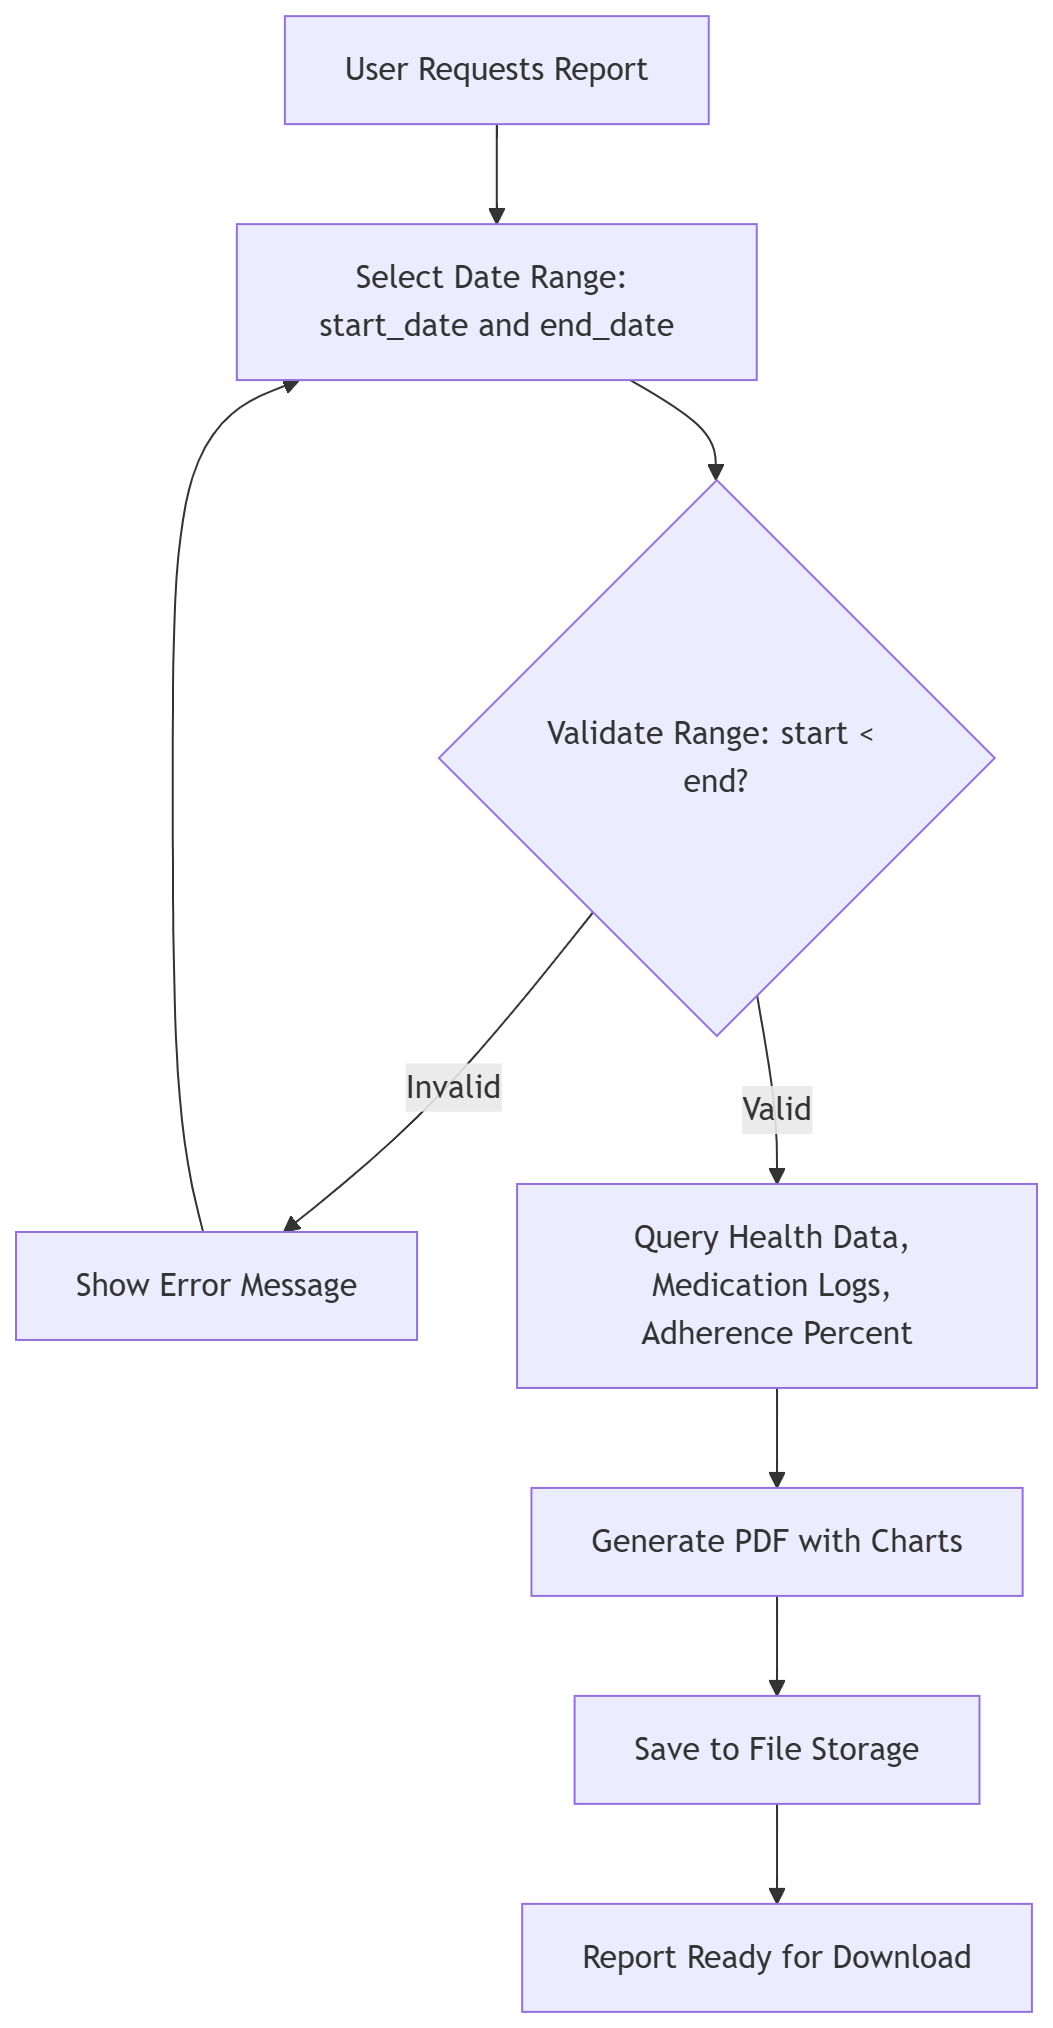 User Requests Report
Select Date Range:
start_date and end_date
Validate Range: start <
end?
Invalid
Valid
Show Error Message
Query Health Data,
Medication Logs,
Adherence Percent
Generate PDF with Charts
Save to File Storage
Report Ready for Download